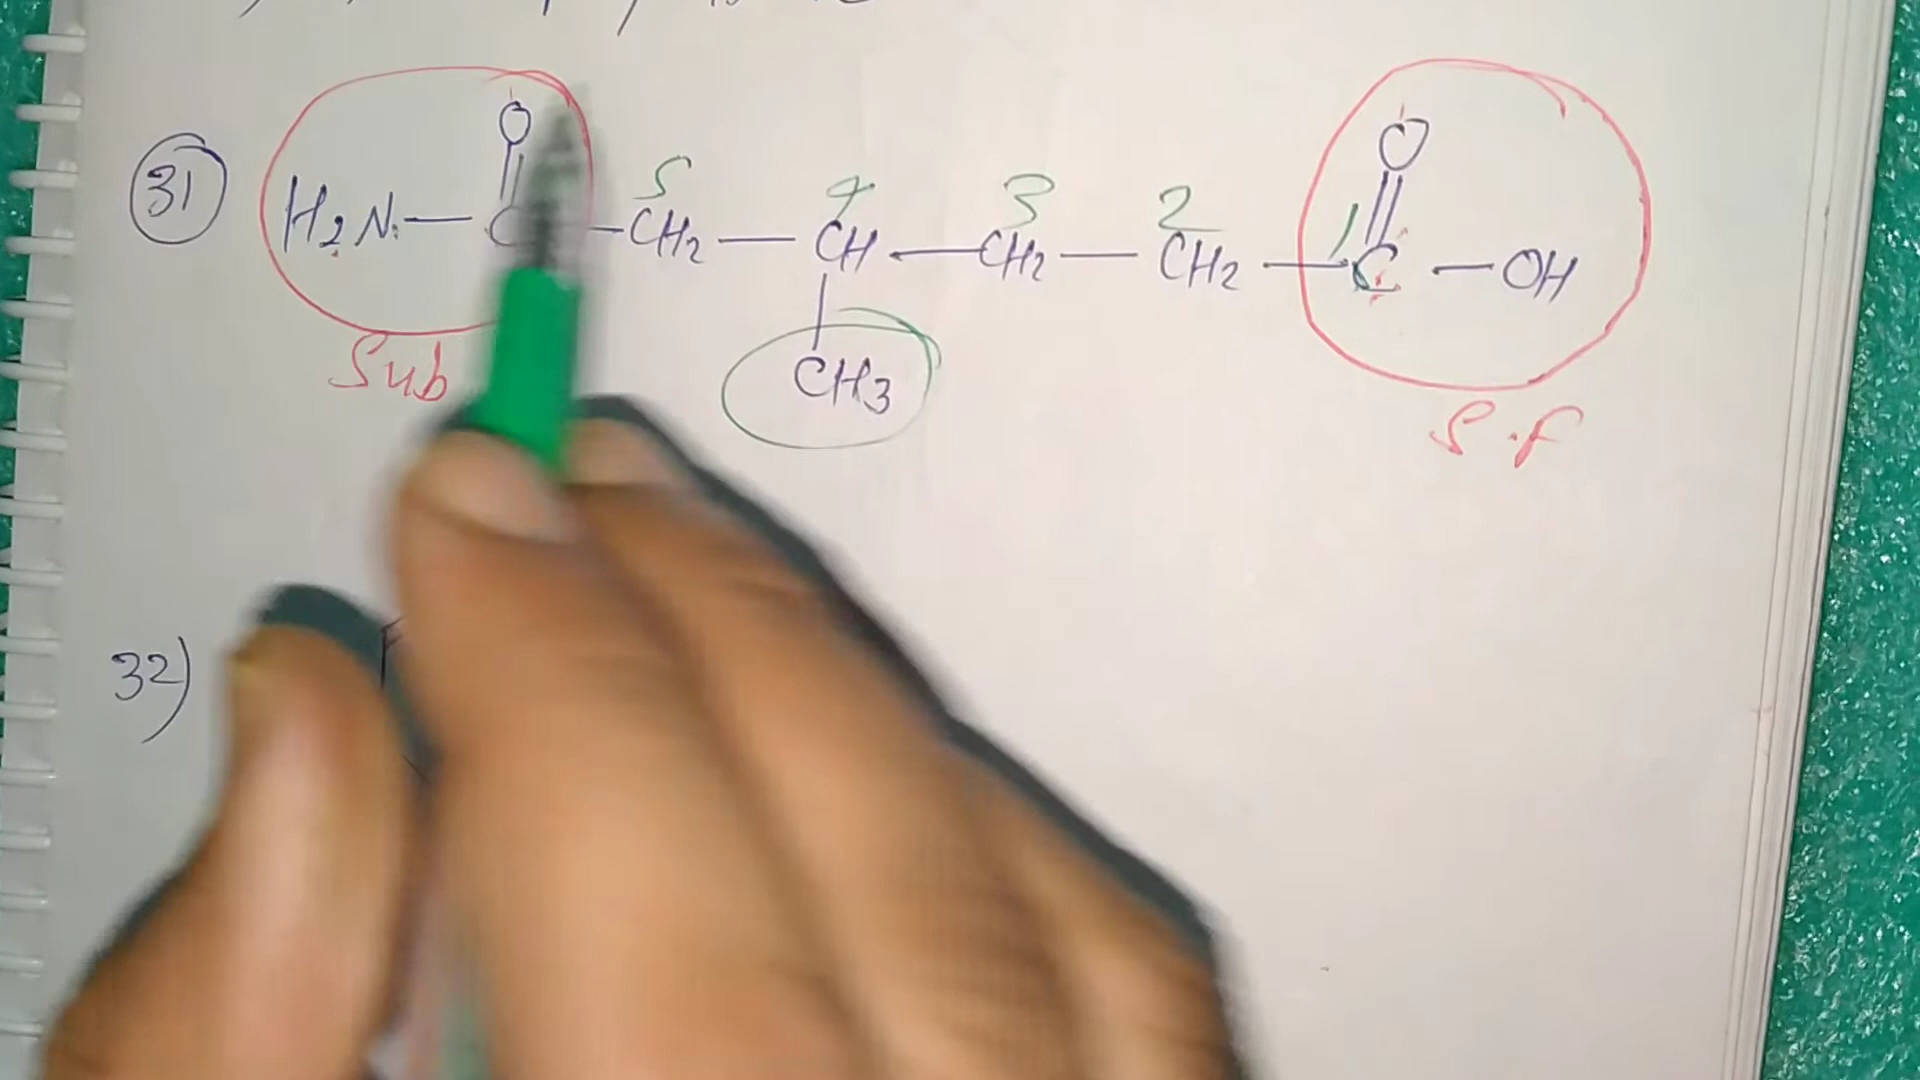 O O
31 5 4 3 2 1
H2N — C — CH2 — CH — CH2 — CH2 — C — OH
CH3
Sub S.f
32)